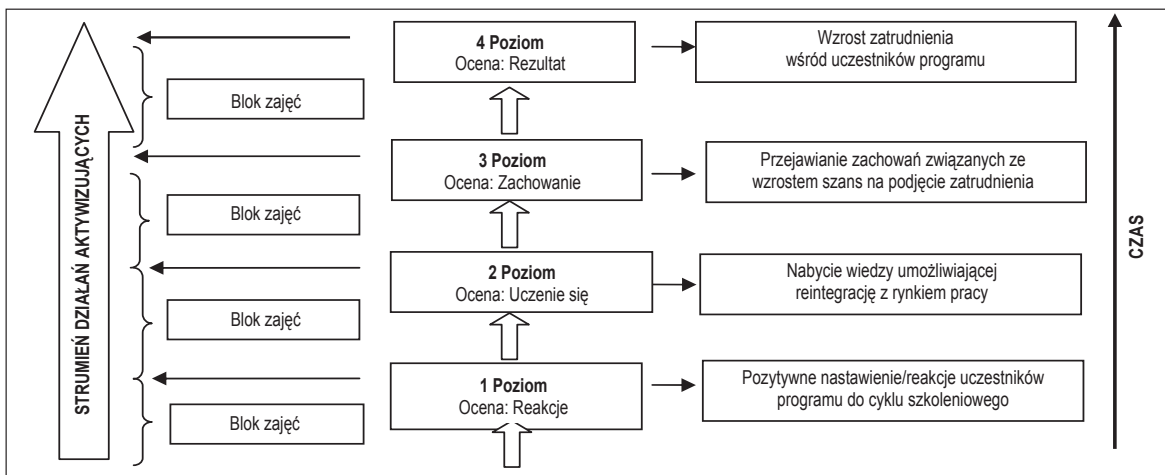 STRUMIEŃ DZIAŁAŃ AKTYWIZUJĄCYCH
4 Poziom
Ocena: Rezultat
Wzrost zatrudnienia
wśród uczestników programu
Blok zajęć
3 Poziom
Ocena: Zachowanie
Przejawianie zachowań związanych ze
wzrostem szans na podjęcie zatrudnienia
Blok zajęć
2 Poziom
Ocena: Uczenie się
Nabycie wiedzy umożliwiającej
reintegrację z rynkiem pracy
Blok zajęć
1 Poziom
Ocena: Reakcje
Pozytywne nastawienie/reakcje uczestników
programu do cyklu szkoleniowego
Blok zajęć
CZAS